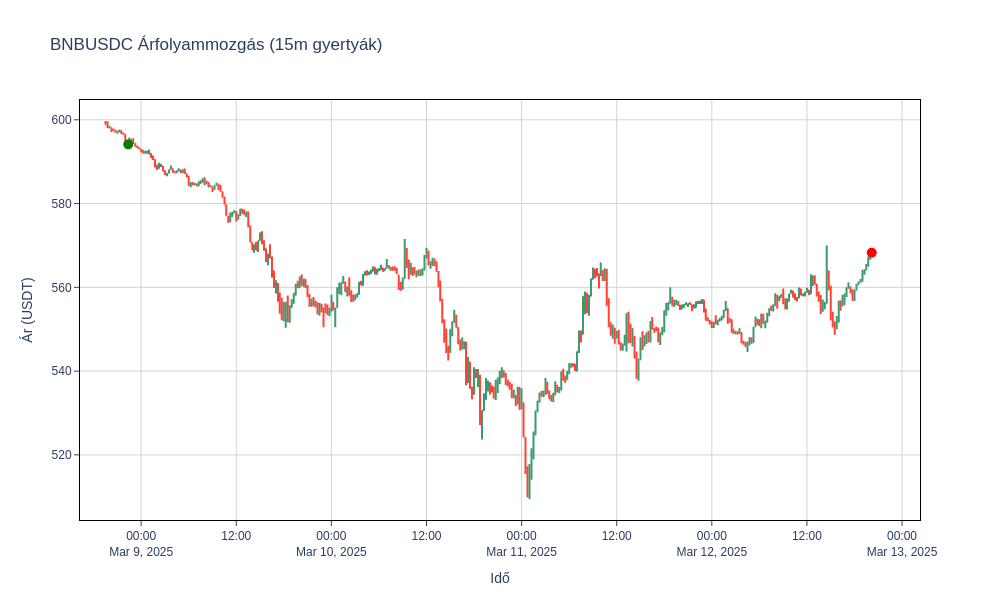 BNBUSDC Árfolyammozgás (15m gyertyák)
600
580
560
540
520
Ár (USDT)
00:00 12:00 00:00 12:00 00:00 12:00 00:00 12:00 00:00
Mar 9, 2025 Mar 10, 2025 Mar 11, 2025 Mar 12, 2025 Mar 13, 2025
Idő